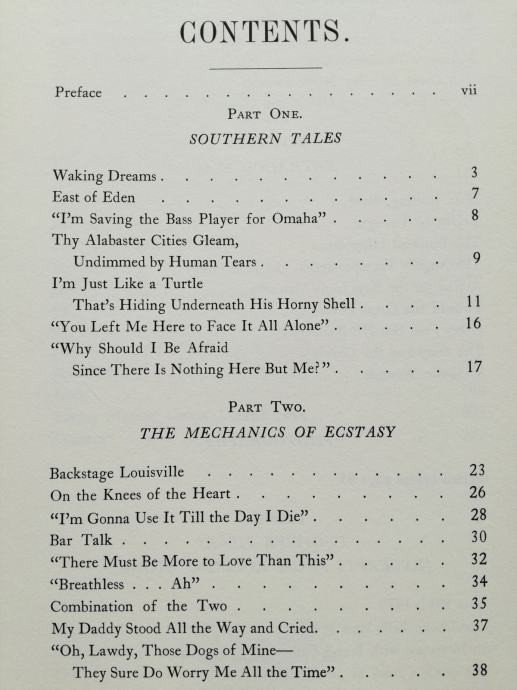 CONTENTS.
Preface . . . . . . . . . . . . . . . vii
PART ONE.
SOUTHERN TALES
Waking Dreams . . . . . . . . . . . . 3
East of Eden . . . . . . . . . . . . 7
“I’m Saving the Bass Player for Omaha” . . . . . 8
Thy Alabaster Cities Gleam,
Undimmed by Human Tears . . . . . . . . 9
I’m Just Like a Turtle
That’s Hiding Underneath His Horny Shell . . . . 11
“You Left Me Here to Face It All Alone” . . . . . 16
“Why Should I Be Afraid
Since There Is Nothing Here But Me?” . . . . . 17
PART TWO.
THE MECHANICS OF ECSTASY
Backstage Louisville . . . . . . . . . . 23
On the Knees of the Heart . . . . . . . . . 26
“I’m Gonna Use It Till the Day I Die” . . . . . . 28
Bar Talk . . . . . . . . . . . . . 30
“There Must Be More to Love Than This” . . . . . 32
“Breathless . . . Ah” . . . . . . . . . . 34
Combination of the Two . . . . . . . . . 35
My Daddy Stood All the Way and Cried. . . . . . . 37
“Oh, Lawdy, Those Dogs of Mine—
They Sure Do Worry Me All the Time” . . . . . 38